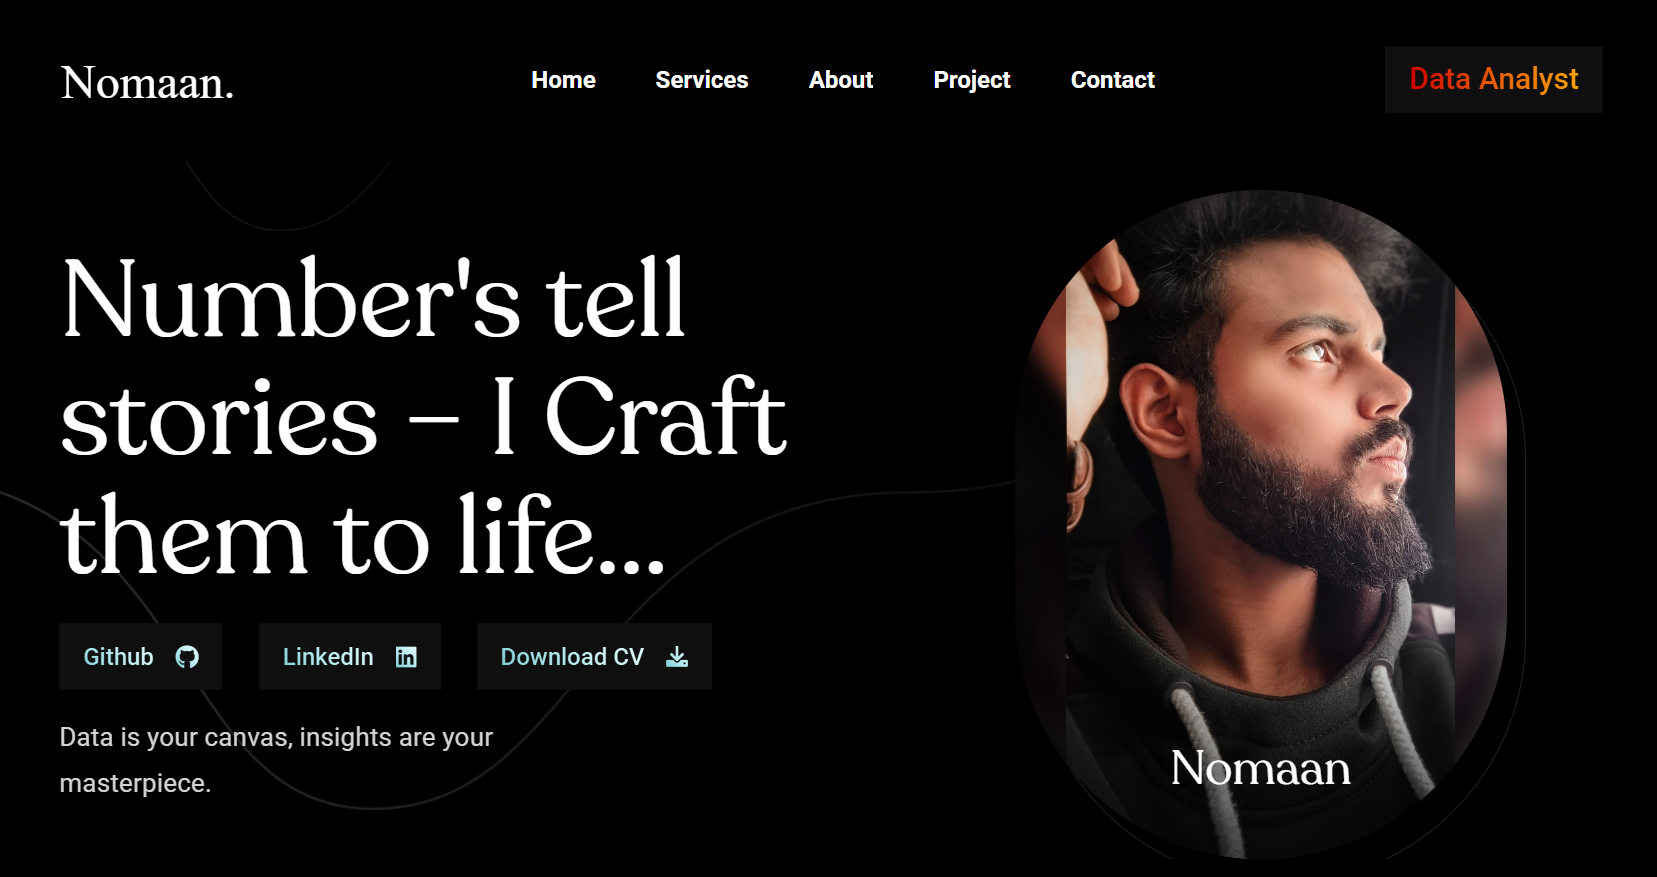 Nomaan.
Home Services About Project Contact
Data Analyst
Number's tell
stories – I Craft
them to life...
Github
LinkedIn
Download CV
Data is your canvas, insights are your
masterpiece.
Nomaan